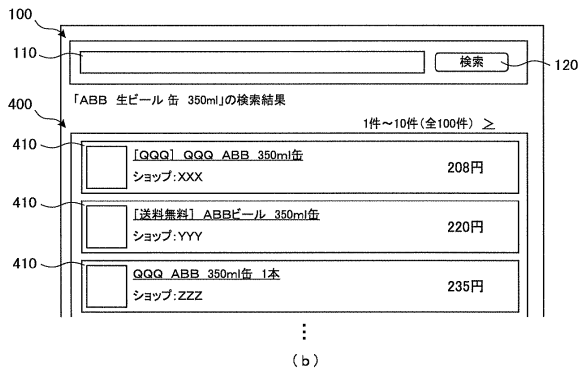 100
110
検索
120
「ABB 生ビール 缶 350ml」の検索結果
400
1件～10件(全100件) ≥
410
[QQQ] QQQ ABB 350ml缶
ショップ:XXX
208円
410
[送料無料] ABBビール 350ml缶
ショップ:YYY
220円
410
QQQ ABB 350ml缶 1本
ショップ:ZZZ
235円
⋮
(b)